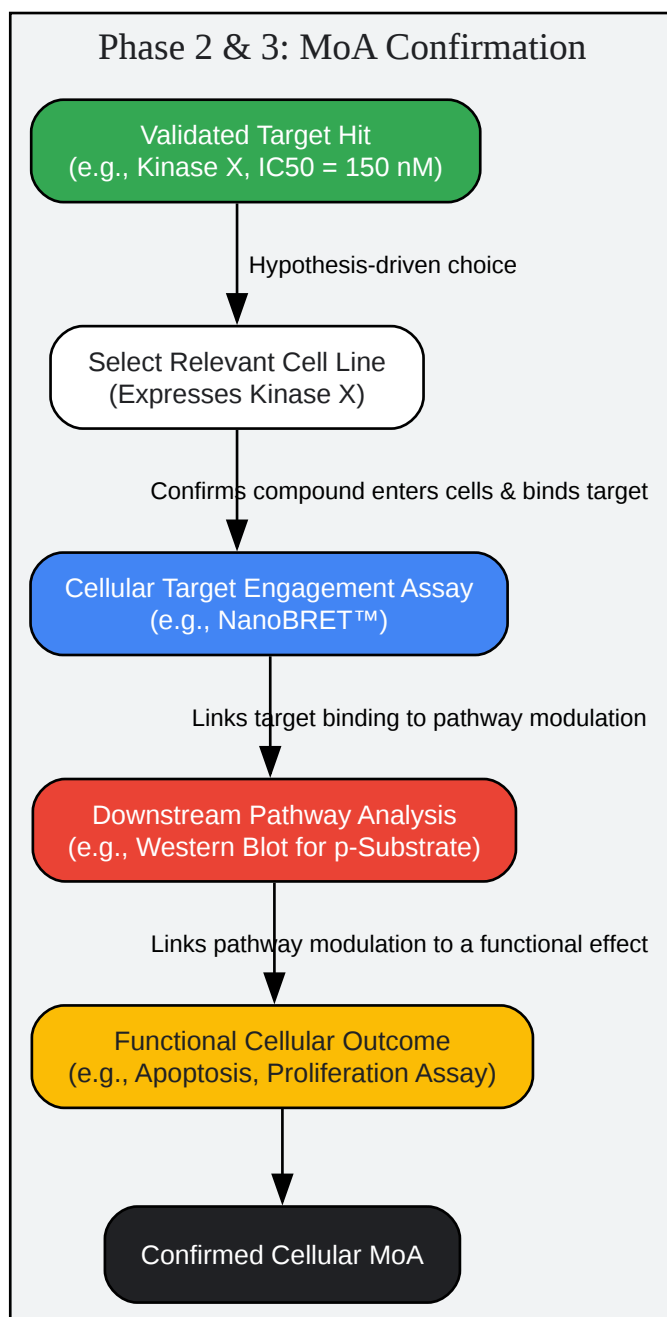 Phase 2 & 3: MoA Confirmation
Validated Target Hit
(e.g., Kinase X, IC50 = 150 nM)
Hypothesis-driven choice
Select Relevant Cell Line
(Expresses Kinase X)
Confirms compound enters cells & binds target
Cellular Target Engagement Assay
(e.g., NanoBRET™)
Links target binding to pathway modulation
Downstream Pathway Analysis
(e.g., Western Blot for p-Substrate)
Links pathway modulation to a functional effect
Functional Cellular Outcome
(e.g., Apoptosis, Proliferation Assay)
Confirmed Cellular MoA